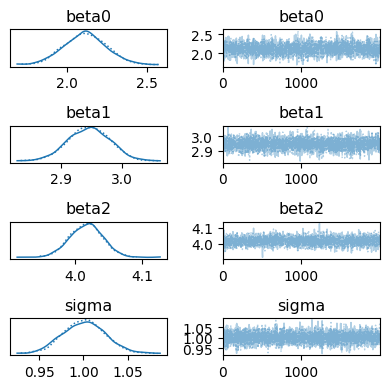 beta0 beta0
2.5
2.0
2.0 2.5 0 1000
beta1 beta1
3.0
2.9
2.9 3.0 0 1000
beta2 beta2
4.1
4.0
4.0 4.1 0 1000
sigma sigma
1.05
1.00
0.95
0.95 1.00 1.05 0 1000